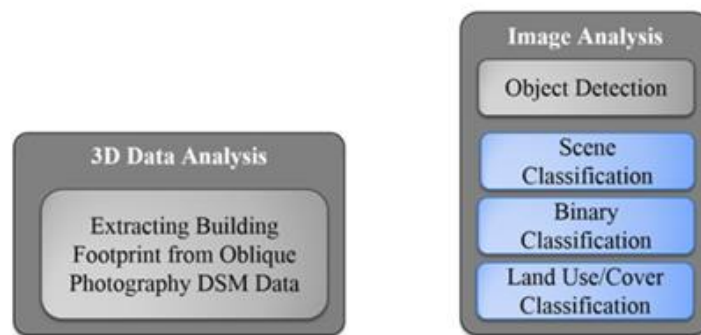 3D Data Analysis
Extracting Building
Footprint from Oblique
Photography DSM Data
Image Analysis
Object Detection
Scene
Classification
Binary
Classification
Land Use/Cover
Classification